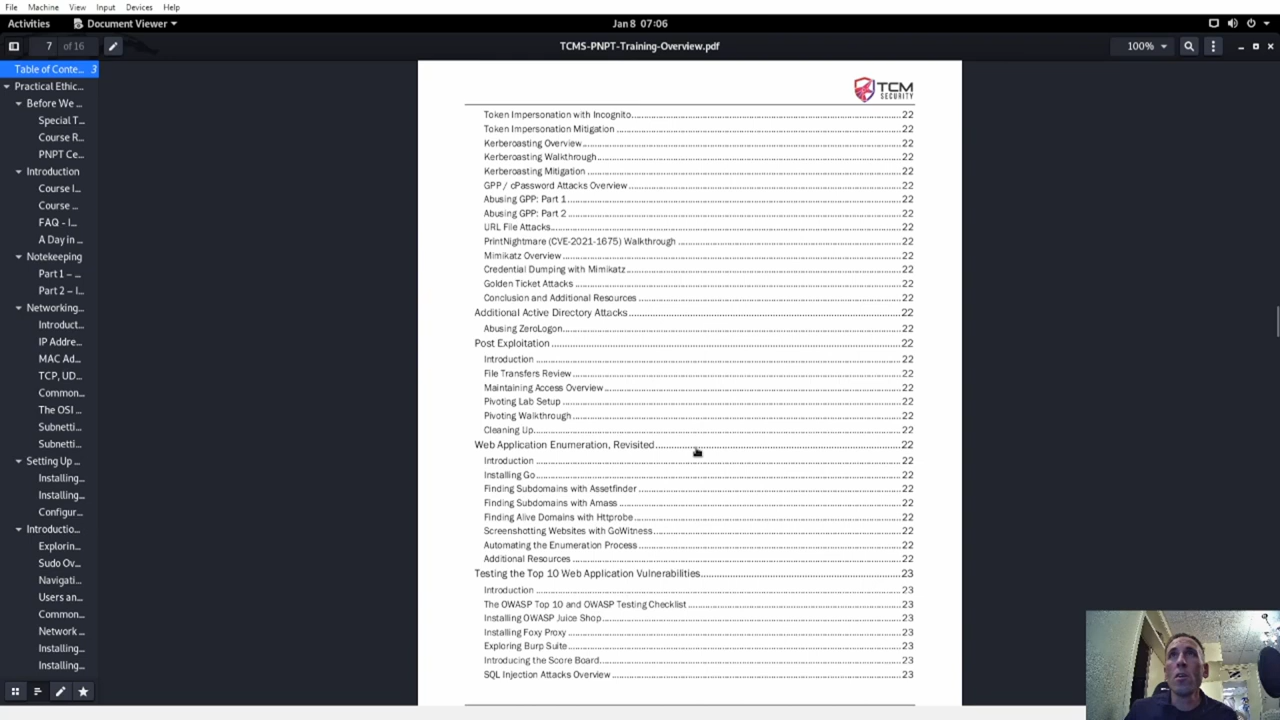 File Machine View Input Devices Help
Activities Document Viewer Jan 8 07:06
7 of 16 TCMS-PNPT-Training-Overview.pdf 100%
Table of Conte... 3
Practical Ethic...
Before We ...
Special T...
Course R...
PNPT Ce...
Introduction
Course I...
Course ...
FAQ - I...
A Day in ...
Notekeeping
Part 1 – ...
Part 2 – I...
Networking...
Introduct...
IP Addre...
MAC Ad...
TCP, UD...
Common...
The OSI ...
Subnetti...
Subnetti...
Setting Up ...
Installing...
Installing...
Configur...
Introductio...
Explorin...
Sudo Ov...
Navigati...
Users an...
Common...
Network ...
Installing...
Installing...
TCM
SECURITY
Token Impersonation with Incognito 22
Token Impersonation Mitigation 22
Kerberoasting Overview 22
Kerberoasting Walkthrough 22
Kerberoasting Mitigation 22
GPP / cPassword Attacks Overview 22
Abusing GPP: Part 1 22
Abusing GPP: Part 2 22
URL File Attacks 22
PrintNightmare (CVE-2021-1675) Walkthrough 22
Mimikatz Overview 22
Credential Dumping with Mimikatz 22
Golden Ticket Attacks 22
Conclusion and Additional Resources 22
Additional Active Directory Attacks 22
Abusing ZeroLogon 22
Post Exploitation 22
Introduction 22
File Transfers Review 22
Maintaining Access Overview 22
Pivoting Lab Setup 22
Pivoting Walkthrough 22
Cleaning Up 22
Web Application Enumeration, Revisited 22
Introduction 22
Installing Go 22
Finding Subdomains with Assetfinder 22
Finding Subdomains with Amass 22
Finding Alive Domains with Httprobe 22
Screenshotting Websites with GoWitness 22
Automating the Enumeration Process 22
Additional Resources 22
Testing the Top 10 Web Application Vulnerabilities 23
Introduction 23
The OWASP Top 10 and OWASP Testing Checklist 23
Installing OWASP Juice Shop 23
Installing Foxy Proxy 23
Exploring Burp Suite 23
Introducing the Score Board 23
SQL Injection Attacks Overview 23